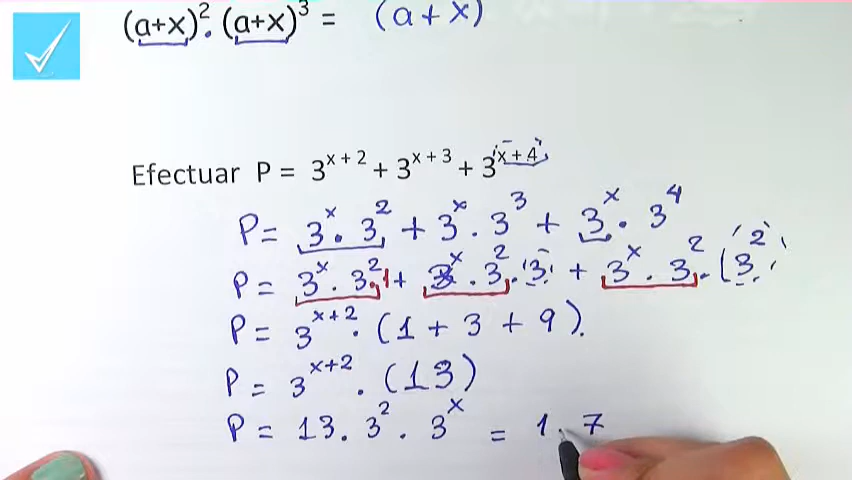 (a+x)² . (a+x)³ = (a+x)
Efectuar P = 3^(x + 2) + 3^(x + 3) + 3^(x + 4)
P = 3^x . 3² + 3^x . 3³ + 3^x . 3⁴
P = 3^x . 3² . 1 + 3^x . 3² . 3 + 3^x . 3² . (3²
P = 3^(x+2) . (1 + 3 + 9).
P = 3^(x+2) . (13)
P = 13 . 3² . 3^x = 1 . 7